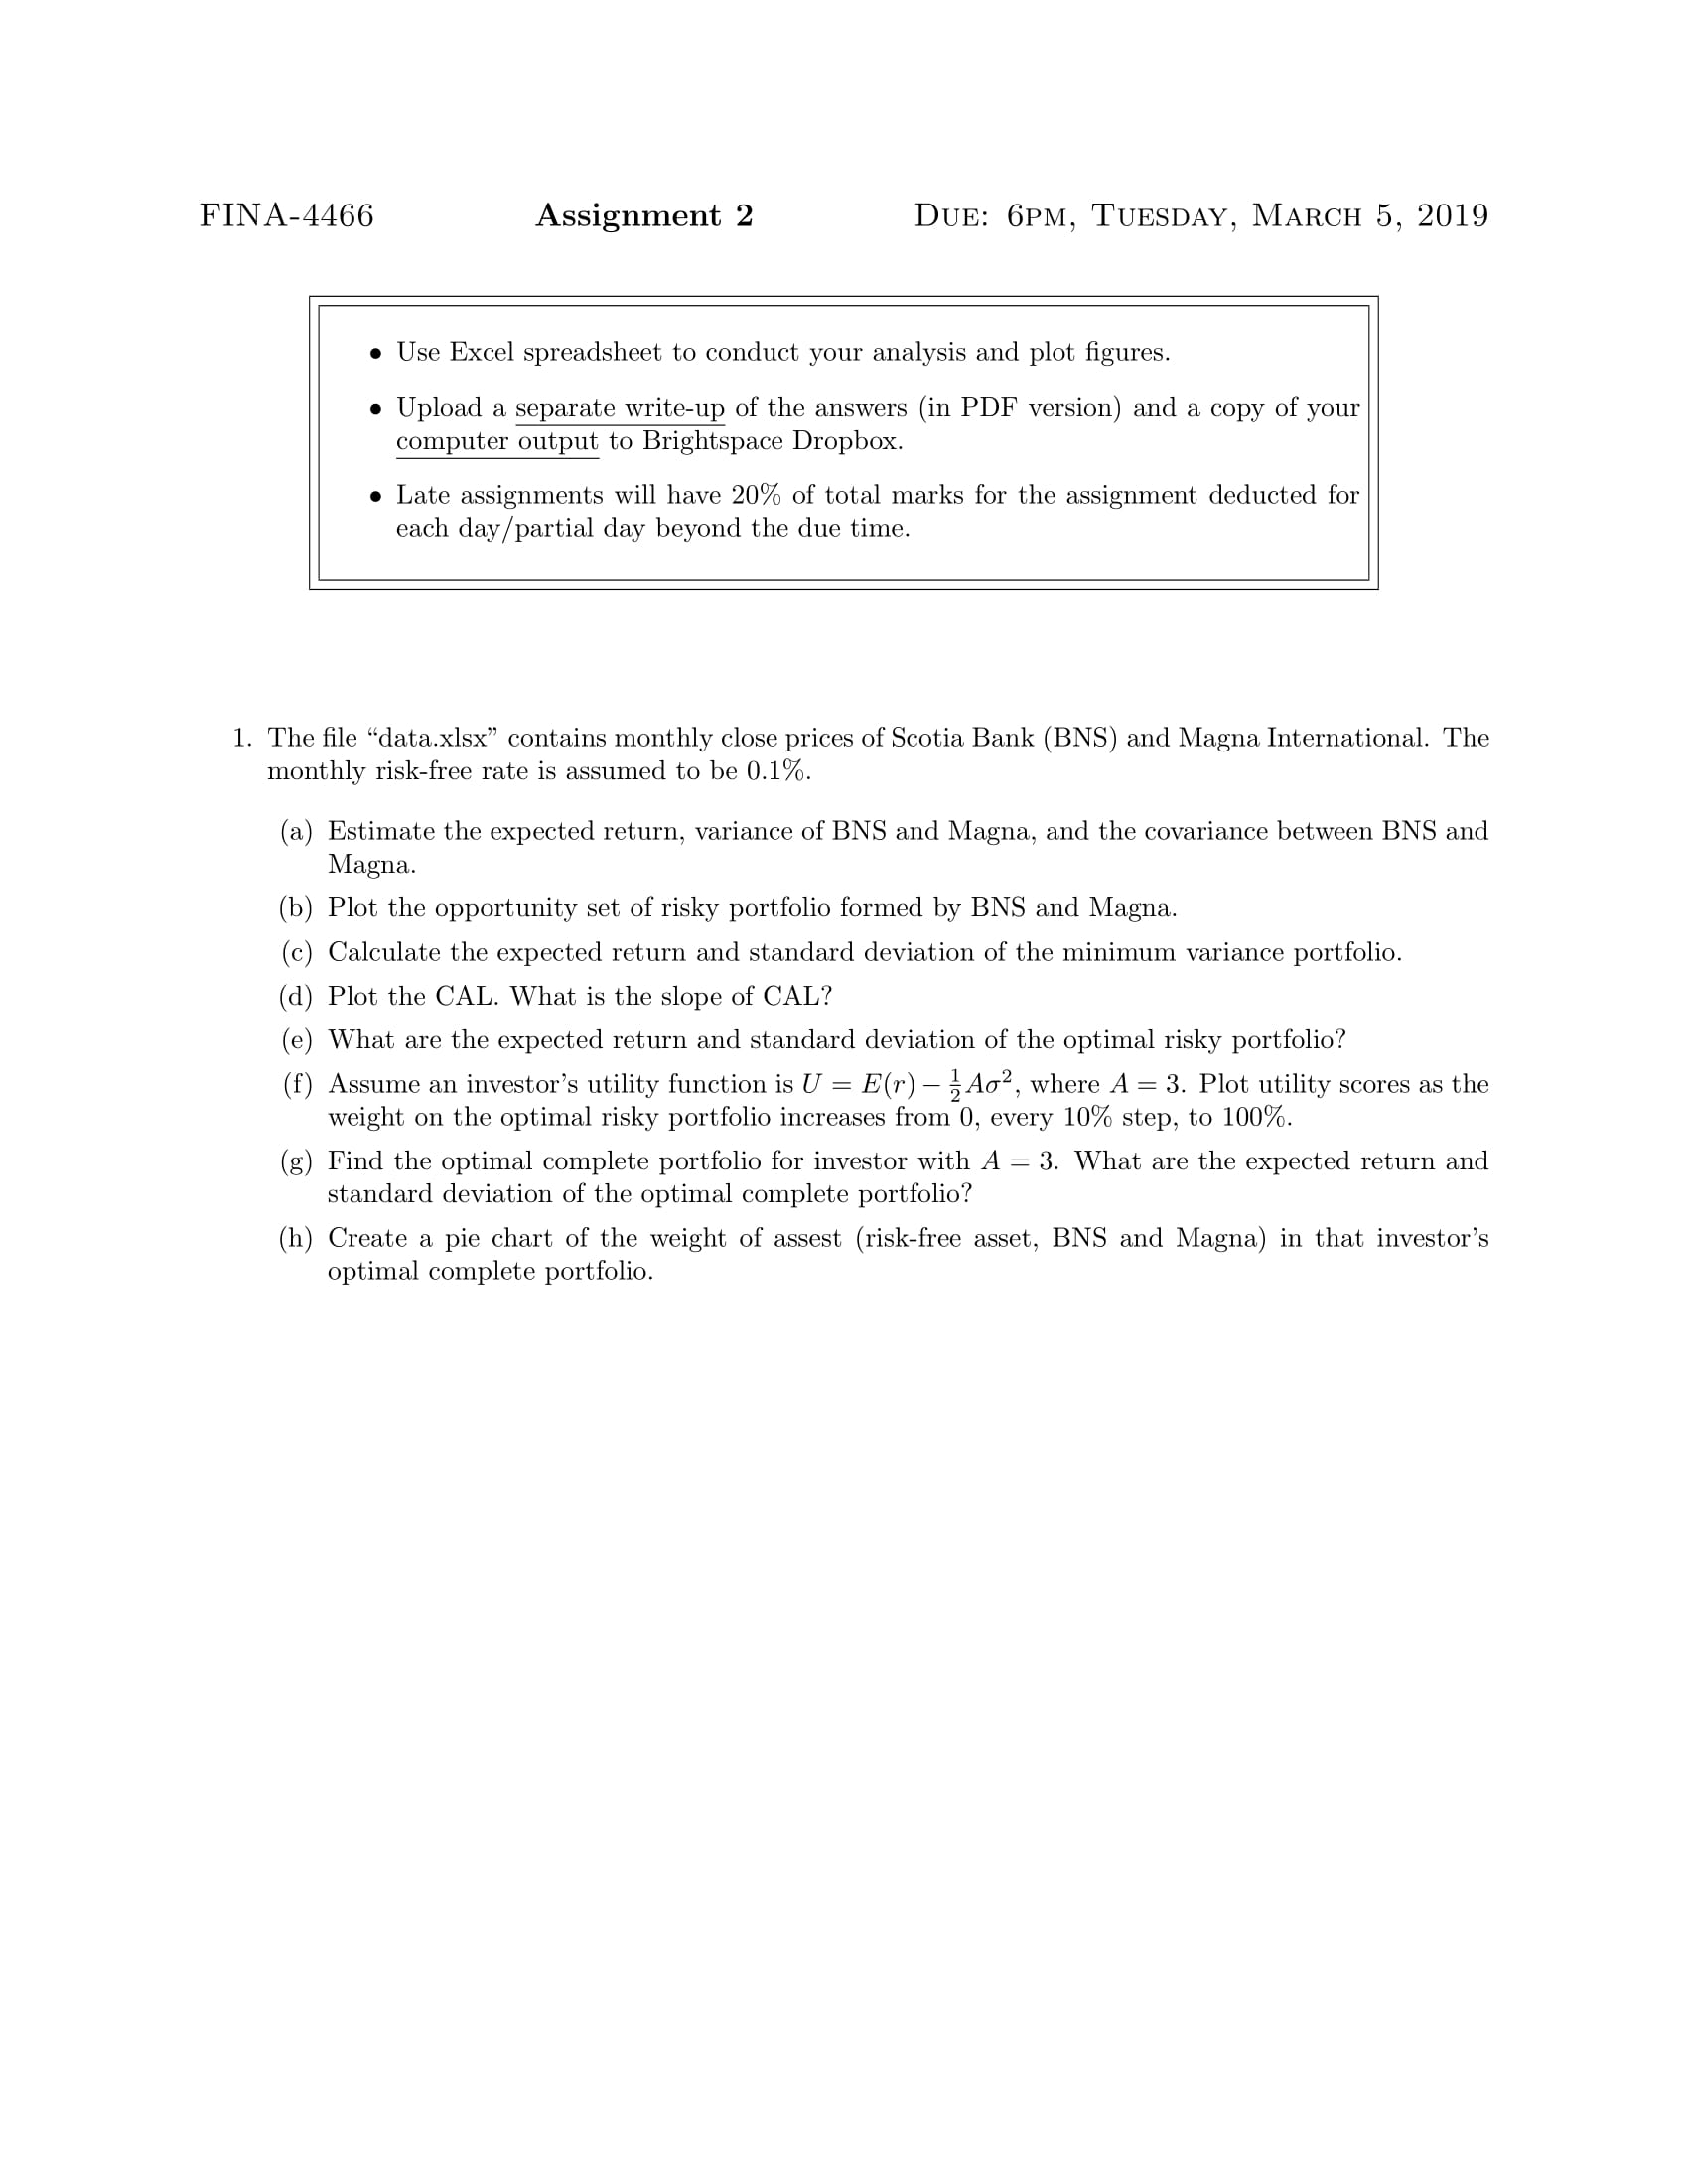 FINA-4466 Assignment 2 Due: 6pm, Tuesday, March 5, 2019
• Use Excel spreadsheet to conduct your analysis and plot figures.
• Upload a separate write-up of the answers (in PDF version) and a copy of your
computer output to Brightspace Dropbox.
• Late assignments will have 20% of total marks for the assignment deducted for
each day/partial day beyond the due time.
1. The file “data.xlsx” contains monthly close prices of Scotia Bank (BNS) and Magna International. The
monthly risk-free rate is assumed to be 0.1%.
(a) Estimate the expected return, variance of BNS and Magna, and the covariance between BNS and
Magna.
(b) Plot the opportunity set of risky portfolio formed by BNS and Magna.
(c) Calculate the expected return and standard deviation of the minimum variance portfolio.
(d) Plot the CAL. What is the slope of CAL?
(e) What are the expected return and standard deviation of the optimal risky portfolio?
(f) Assume an investor’s utility function is U = E(r) − ½Aσ², where A = 3. Plot utility scores as the
weight on the optimal risky portfolio increases from 0, every 10% step, to 100%.
(g) Find the optimal complete portfolio for investor with A = 3. What are the expected return and
standard deviation of the optimal complete portfolio?
(h) Create a pie chart of the weight of assest (risk-free asset, BNS and Magna) in that investor’s
optimal complete portfolio.